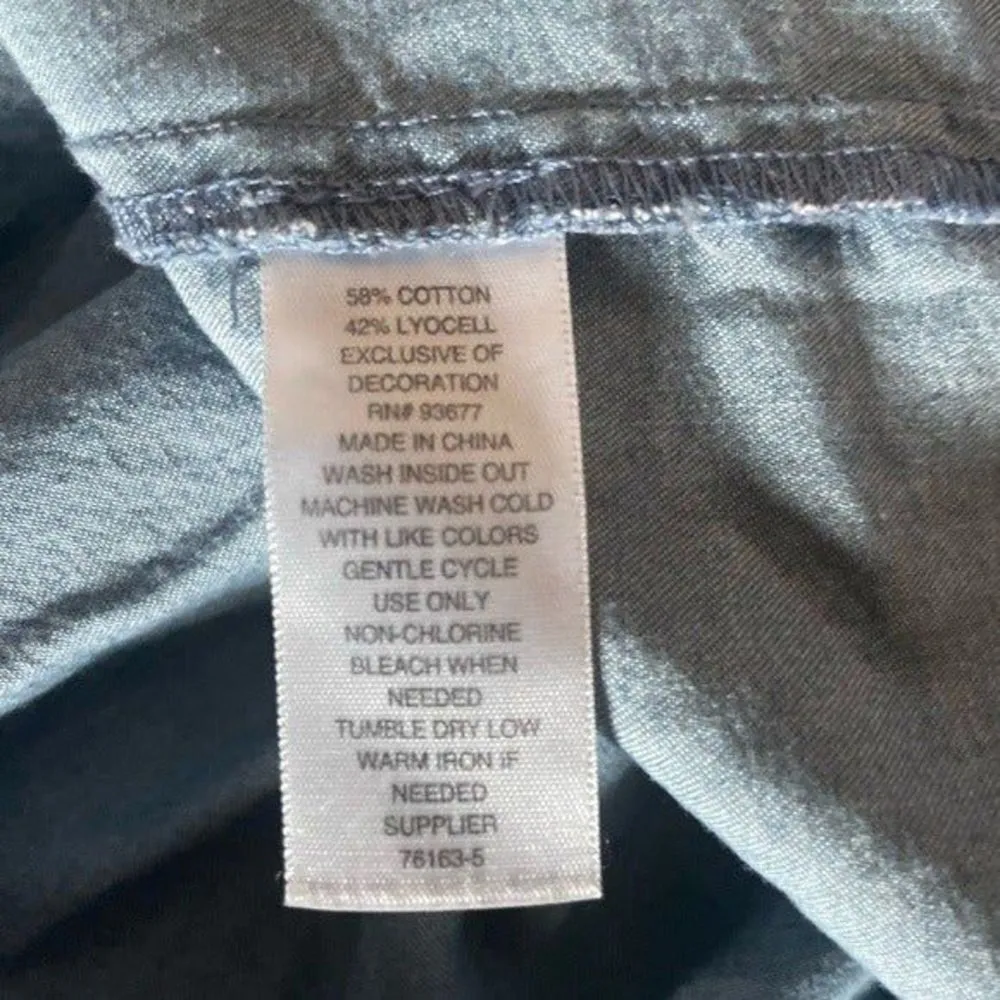 58% COTTON
42% LYOCELL
EXCLUSIVE OF
DECORATION
RN# 93677
MADE IN CHINA
WASH INSIDE OUT
MACHINE WASH COLD
WITH LIKE COLORS
GENTLE CYCLE
USE ONLY
NON-CHLORINE
BLEACH WHEN
NEEDED
TUMBLE DRY LOW
WARM IRON IF
NEEDED
SUPPLIER
76163-5